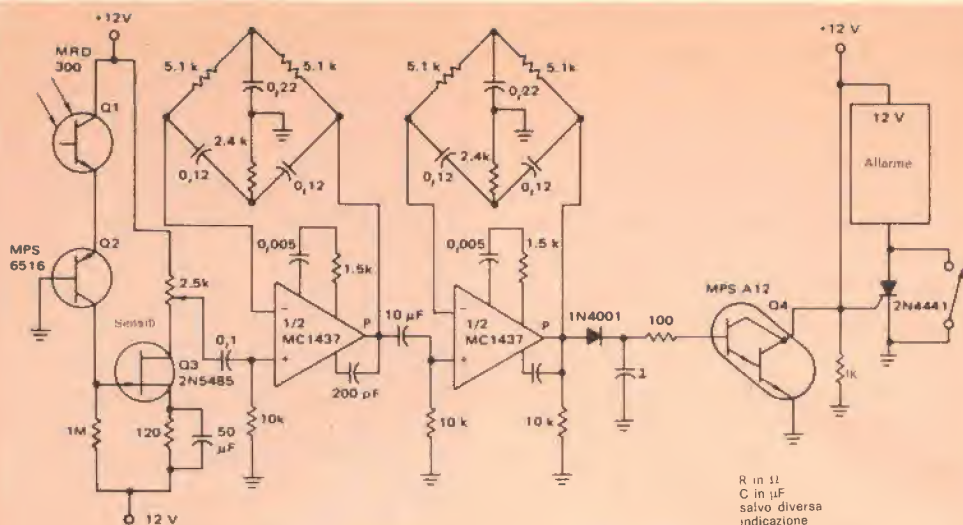 +12V
MRD
300
Q1
MPS
6516
Q2
Sensiti
2.5k
Q3
2N5485
1M
120
50
µF
12 V
5.1 k
5.1 k
0,22
2.4 k
0,12
0,12
0,005
1.5k
0,1
−
1/2
MC1437
+
P
200 pF
10k
10 µF
5.1 k
5.1 k
0,22
2.4k
0,12
0,12
0,005
1.5 k
−
1/2
MC1437
+
P
10 k
10 k
1N4001
100
MPS A12
Q4
+12 V
12 V
Allarme
2N4441
1K
R in Ω
C in µF
salvo diversa
indicazione